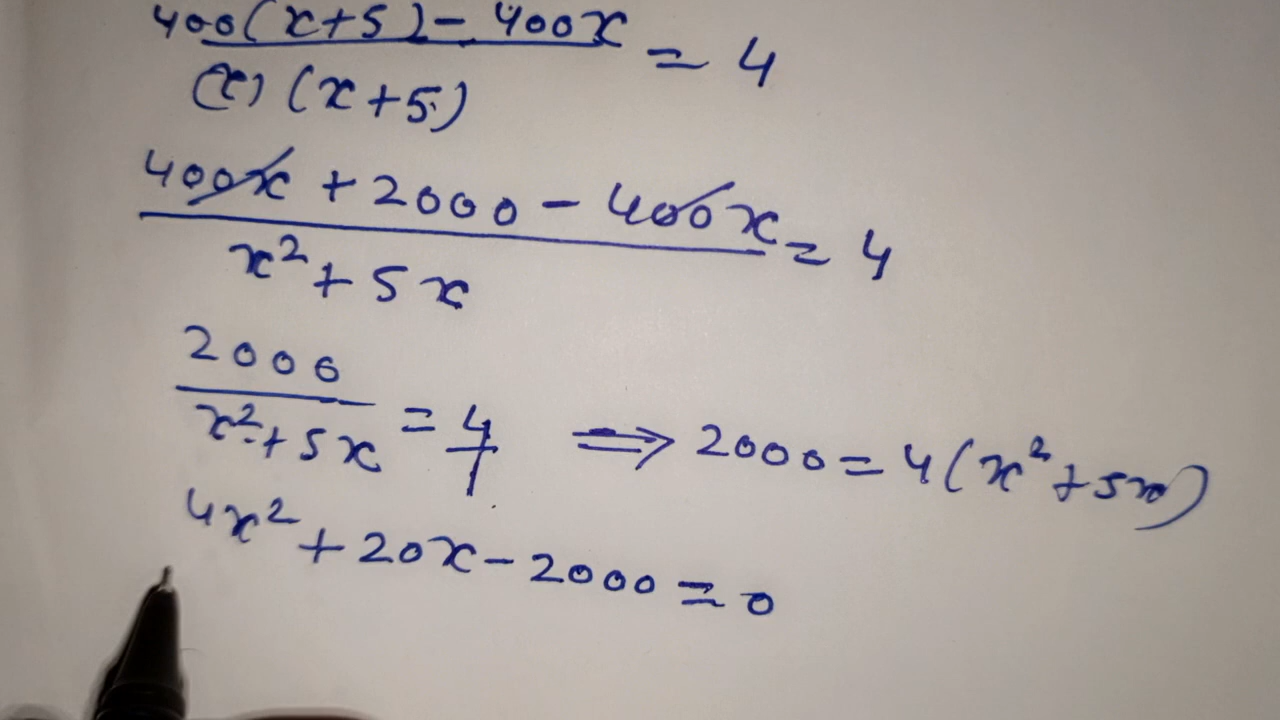 400(x+5)-400x / (x)(x+5) = 4
400x + 2000 - 400x / x²+5x = 4
2000 / x²+5x = 4/1 ⟹ 2000 = 4(x²+5x)
4x²+20x-2000=0